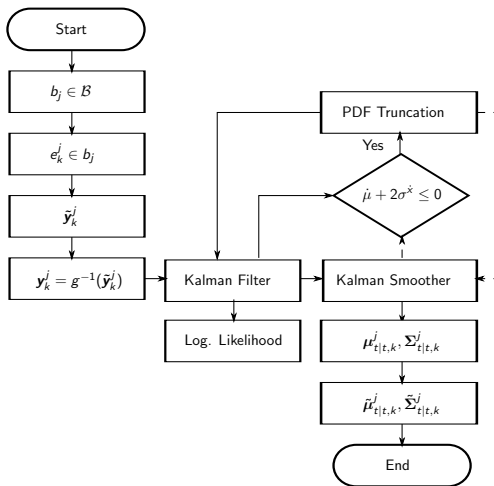 Start
b_j ∈ 𝓑
e_k^j ∈ b_j
ỹ_k^j
y_k^j = g^{-1}(ỹ_k^j)
Kalman Filter
Log. Likelihood
PDF Truncation
Yes
μ̇ + 2σ^ẋ ≤ 0
Kalman Smoother
μ_{t|t,k}^j, Σ_{t|t,k}^j
μ̃_{t|t,k}^j, Σ̃_{t|t,k}^j
End